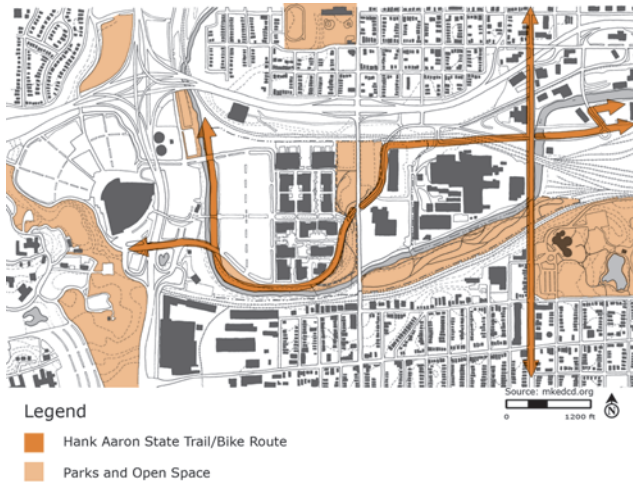 Source: mkedcd.org
0 1200 ft
N
Legend
Hank Aaron State Trail/Bike Route
Parks and Open Space